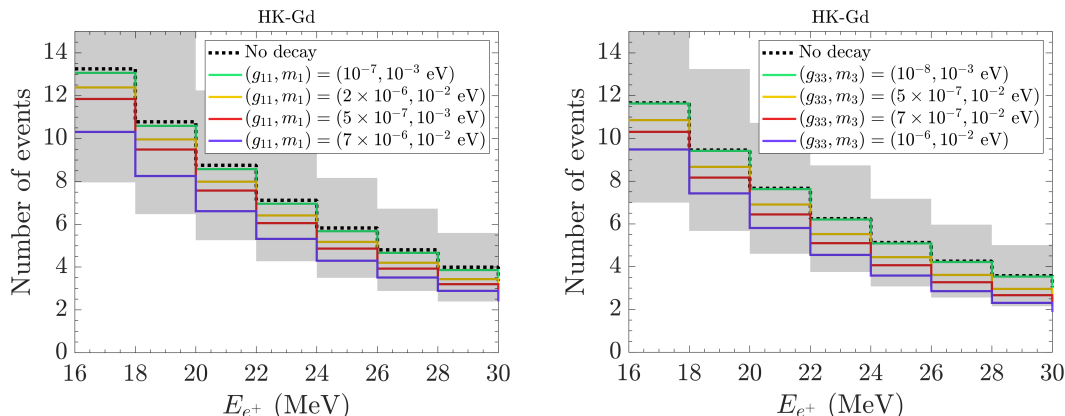 HK-Gd
Number of events
14
12
10
8
6
4
2
0
No decay
(g₁₁, m₁) = (10⁻⁷, 10⁻³ eV)
(g₁₁, m₁) = (2 × 10⁻⁶, 10⁻² eV)
(g₁₁, m₁) = (5 × 10⁻⁷, 10⁻³ eV)
(g₁₁, m₁) = (7 × 10⁻⁶, 10⁻² eV)
16 18 20 22 24 26 28 30
E_{e⁺} (MeV)
HK-Gd
Number of events
14
12
10
8
6
4
2
0
No decay
(g₃₃, m₃) = (10⁻⁸, 10⁻³ eV)
(g₃₃, m₃) = (5 × 10⁻⁷, 10⁻² eV)
(g₃₃, m₃) = (7 × 10⁻⁷, 10⁻² eV)
(g₃₃, m₃) = (10⁻⁶, 10⁻² eV)
16 18 20 22 24 26 28 30
E_{e⁺} (MeV)